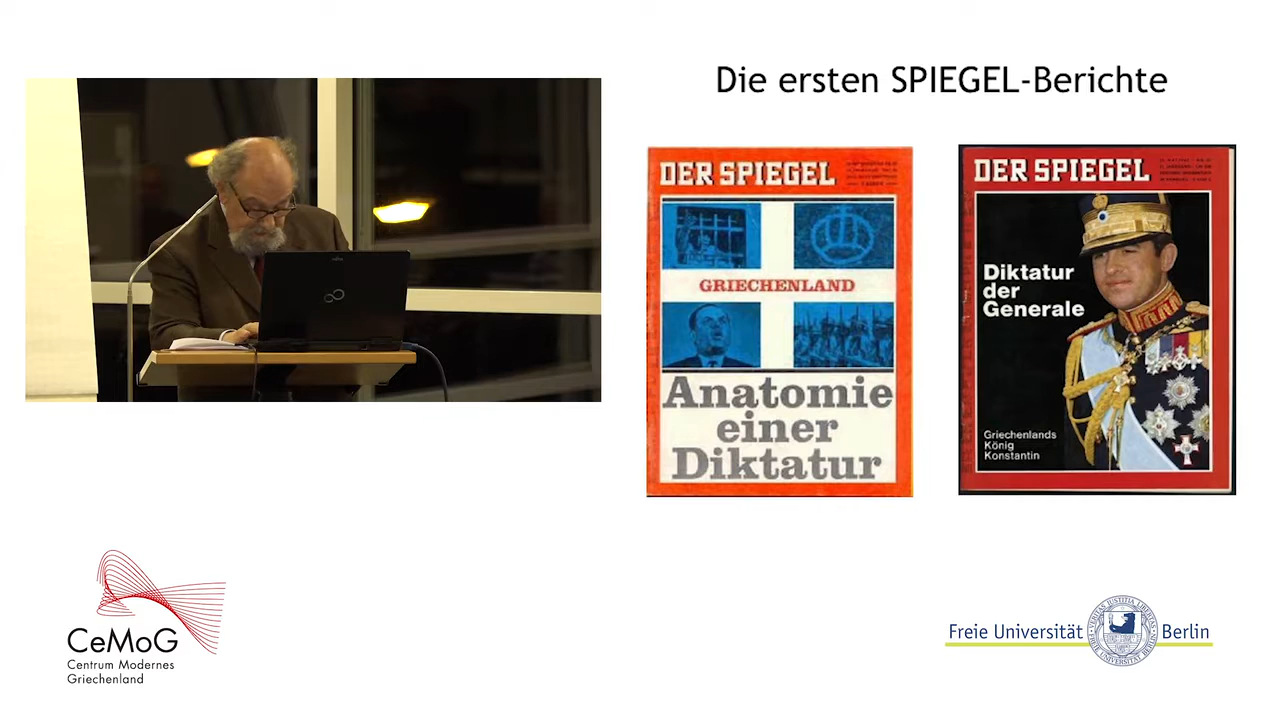 Die ersten SPIEGEL-Berichte
DER SPIEGEL
GRIECHENLAND
Anatomie
einer
Diktatur
DER SPIEGEL
Diktatur
der
Generale
Griechenlands
König
Konstantin
CeMoG
Centrum Modernes
Griechenland
Freie Universität Berlin